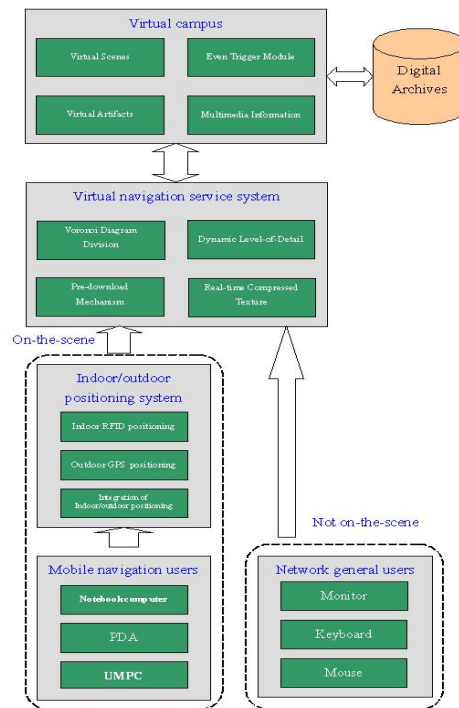 Virtual campus
Virtual Scenes
Even Trigger Module
Virtual Artifacts
Multimedia Information
Digital
Archives
Virtual navigation service system
Voronoi Diagram
Division
Dynamic Level-of-Detail
Pre-download
Mechanism
Real-time Compressed
Texture
On-the-scene
Indoor/outdoor
positioning system
Indoor RFID positioning
Outdoor GPS positioning
Integration of
Indoor/outdoor positioning
Not on-the-scene
Mobile navigation users
Notebook computer
PDA
UMPC
Network general users
Monitor
Keyboard
Mouse